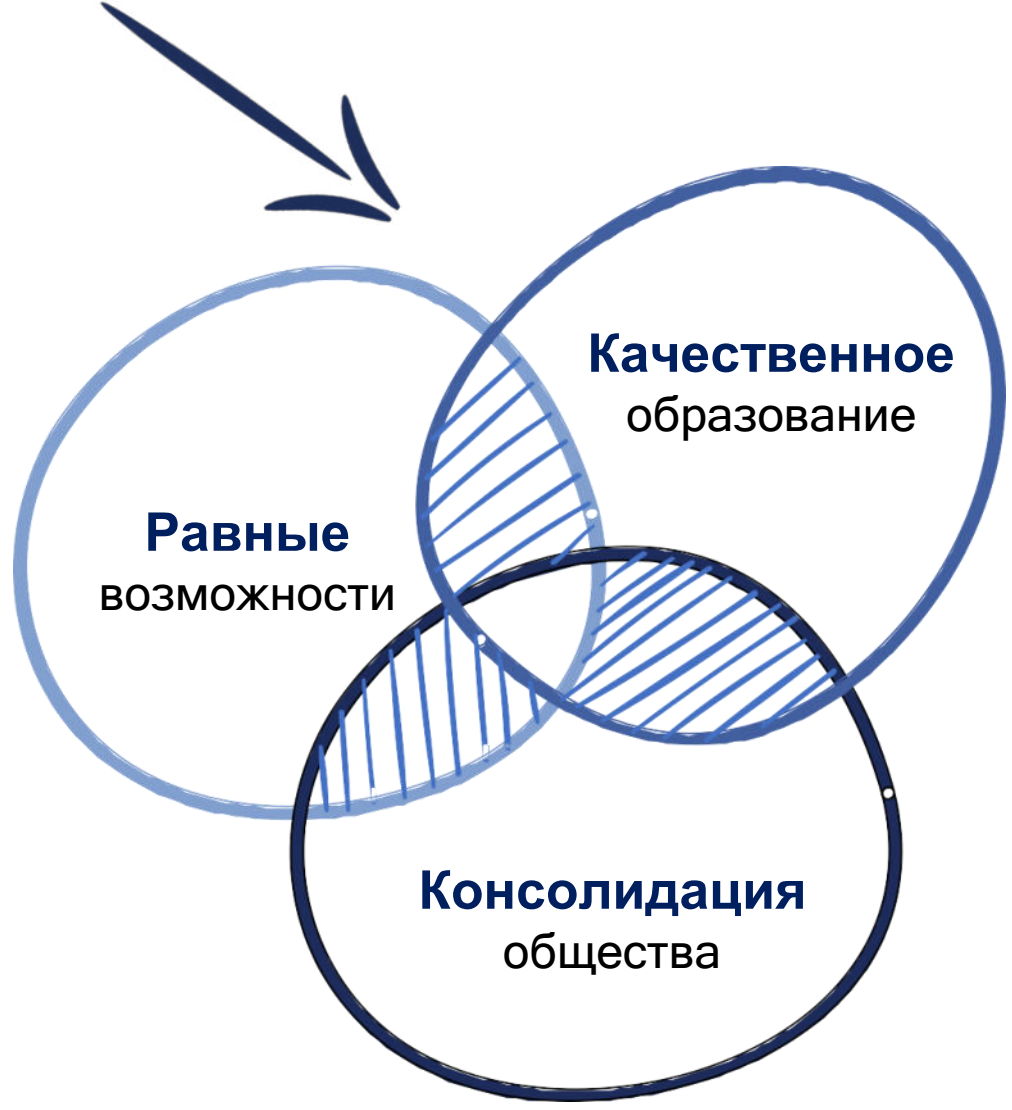 Качественное
образование
Равные
возможности
Консолидация
общества